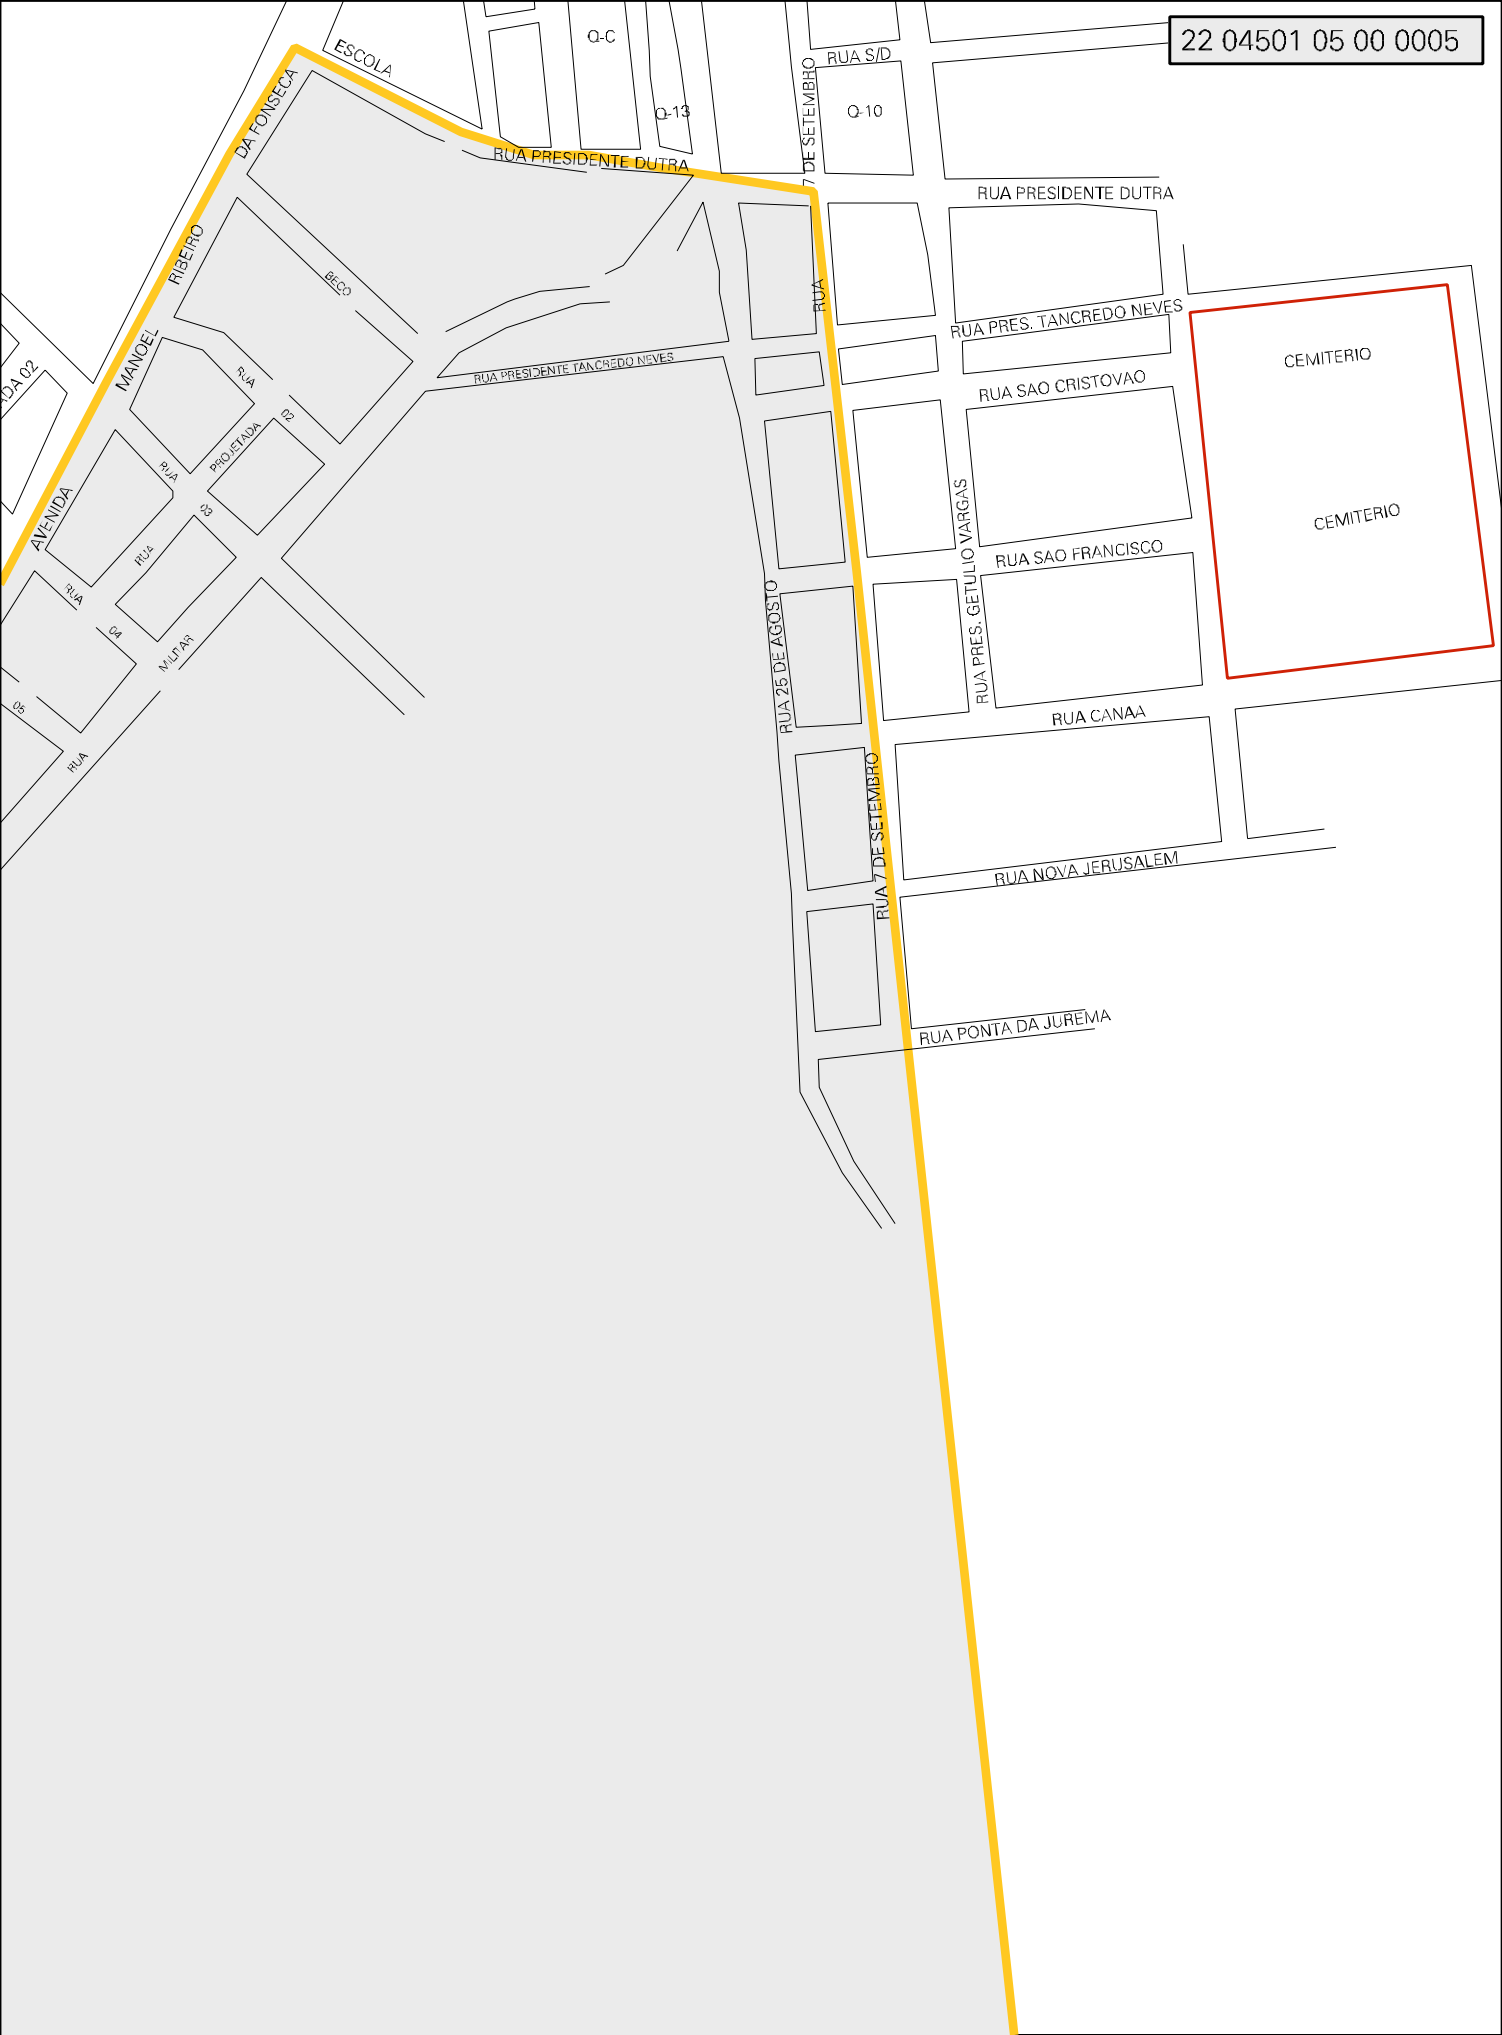 22 04501 05 00 0005
ESCOLA
Q-C
RUA S/D
Q-13
Q-10
7 DE SETEMBRO
DA FONSECA
RUA PRESIDENTE DUTRA
RUA PRESIDENTE DUTRA
RIBEIRO
BECO
RUA
RUA PRES. TANCREDO NEVES
MANOEL
RUA PRESIDENTE TANCREDO NEVES
CEMITERIO
RUA
RUA SAO CRISTOVAO
ADA 02
02
PROJETADA
RUA
AVENIDA
03
CEMITERIO
RUA PRES. GETULIO VARGAS
RUA
RUA SAO FRANCISCO
RUA
04
MILITAR
RUA 25 DE AGOSTO
05
RUA CANAA
RUA
RUA 7 DE SETEMBRO
RUA NOVA JERUSALEM
RUA PONTA DA JUREMA